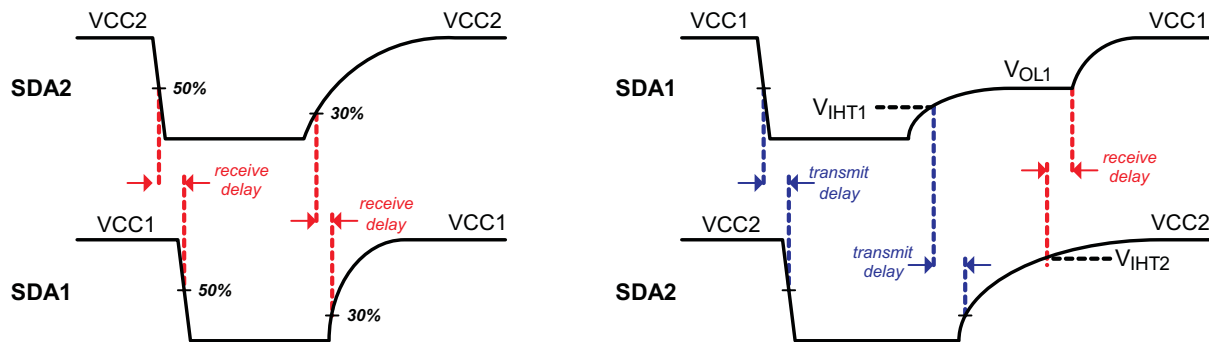 VCC2
VCC2
SDA2
50%
30%
receive
delay
receive
delay
VCC1
VCC1
SDA1
50%
30%
VCC1
VCC1
SDA1
VOL1
VIHT1
transmit
delay
receive
delay
VCC2
VCC2
transmit
delay
VIHT2
SDA2